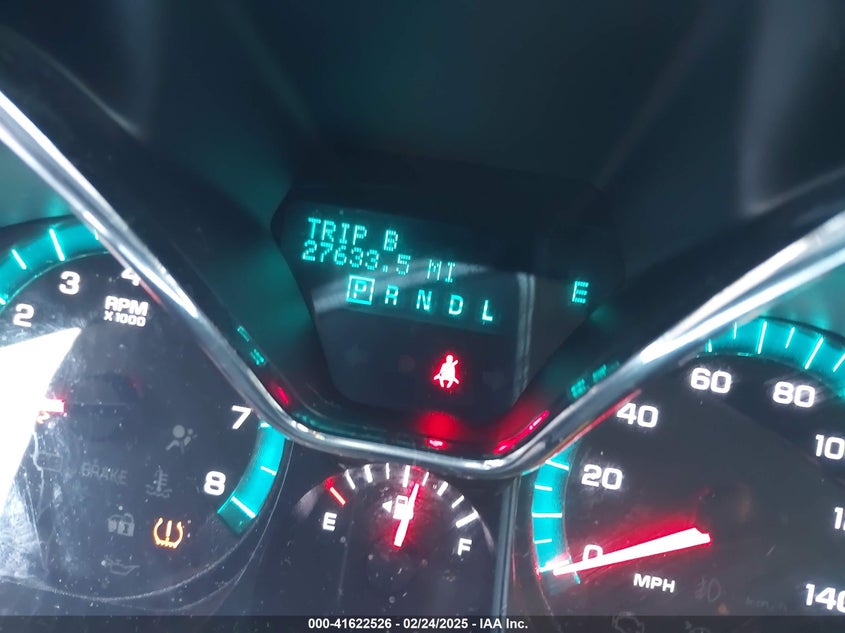 TRIP B
27633.5 MI
P R N D L
E
2 3 4
RPM
X1000
7
8
BRAKE
E F
0 20 40 60 80
MPH
140
000-41622526 - 02/24/2025 - IAA Inc.